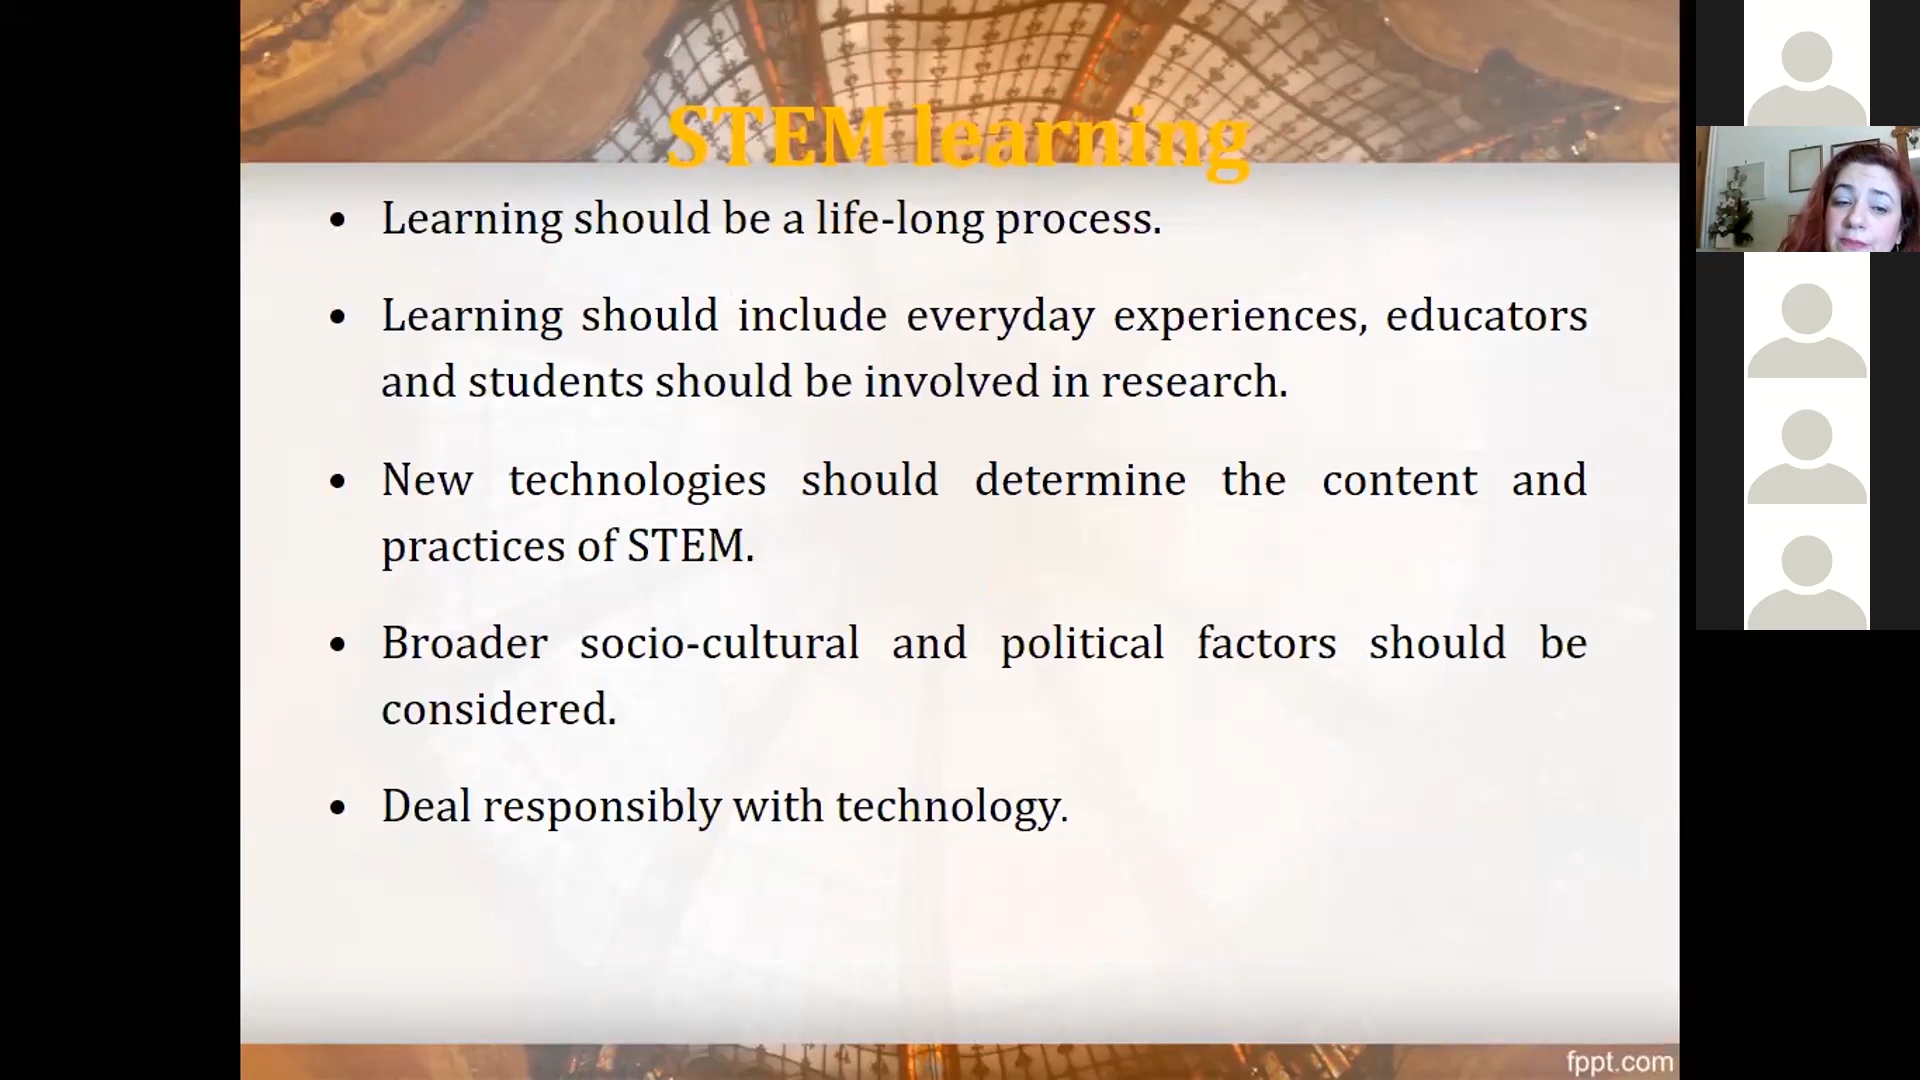 STEM learning
• Learning should be a life-long process.
• Learning should include everyday experiences, educators
and students should be involved in research.
• New technologies should determine the content and
practices of STEM.
• Broader socio-cultural and political factors should be
considered.
• Deal responsibly with technology.
fppt.com